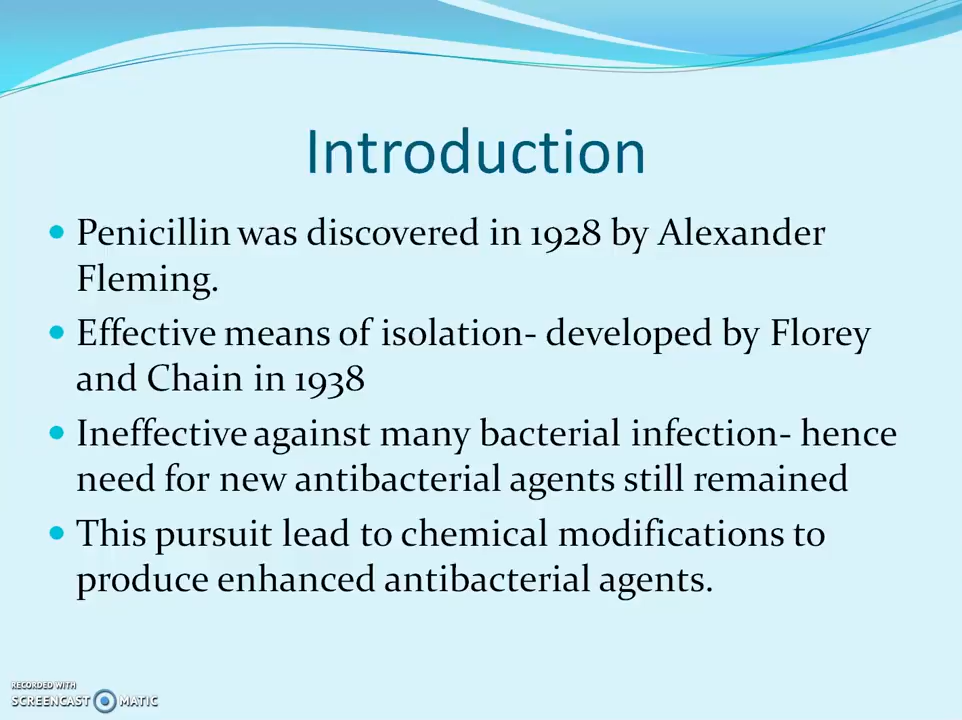 Introduction
Penicillin was discovered in 1928 by Alexander
Fleming.
Effective means of isolation- developed by Florey
and Chain in 1938
Ineffective against many bacterial infection- hence
need for new antibacterial agents still remained
This pursuit lead to chemical modifications to
produce enhanced antibacterial agents.
RECORDED WITH
SCREENCAST MATIC